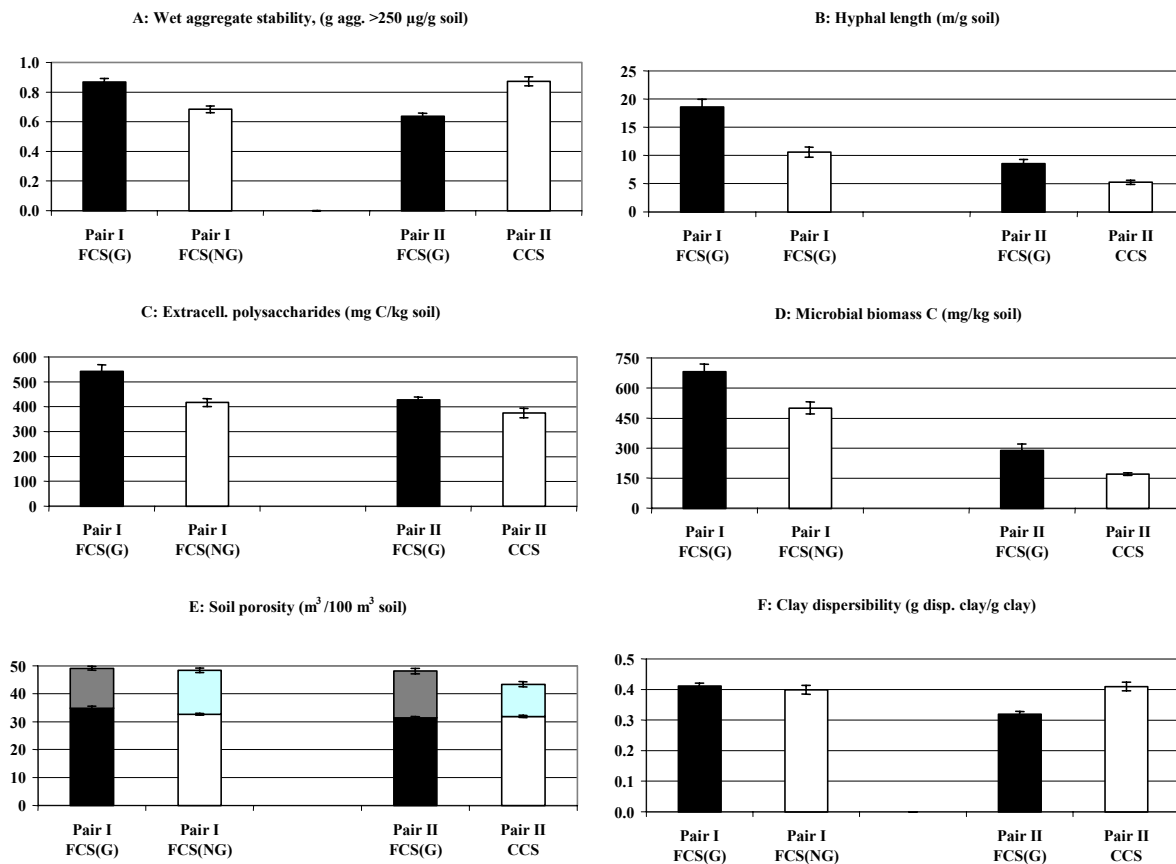 A: Wet aggregate stability, (g agg. >250 µg/g soil)
1.0
0.8
0.6
0.4
0.2
0.0
Pair I
FCS(G)
Pair I
FCS(NG)
Pair II
FCS(G)
Pair II
CCS
B: Hyphal length (m/g soil)
25
20
15
10
5
0
Pair I
FCS(G)
Pair I
FCS(G)
Pair II
FCS(G)
Pair II
CCS
C: Extracell. polysaccharides (mg C/kg soil)
600
500
400
300
200
100
0
Pair I
FCS(G)
Pair I
FCS(NG)
Pair II
FCS(G)
Pair II
CCS
D: Microbial biomass C (mg/kg soil)
750
600
450
300
150
0
Pair I
FCS(G)
Pair I
FCS(NG)
Pair II
FCS(G)
Pair II
CCS
E: Soil porosity (m³/100 m³ soil)
50
40
30
20
10
0
Pair I
FCS(G)
Pair I
FCS(NG)
Pair II
FCS(G)
Pair II
CCS
F: Clay dispersibility (g disp. clay/g clay)
0.5
0.4
0.3
0.2
0.1
0.0
Pair I
FCS(G)
Pair I
FCS(NG)
Pair II
FCS(G)
Pair II
CCS